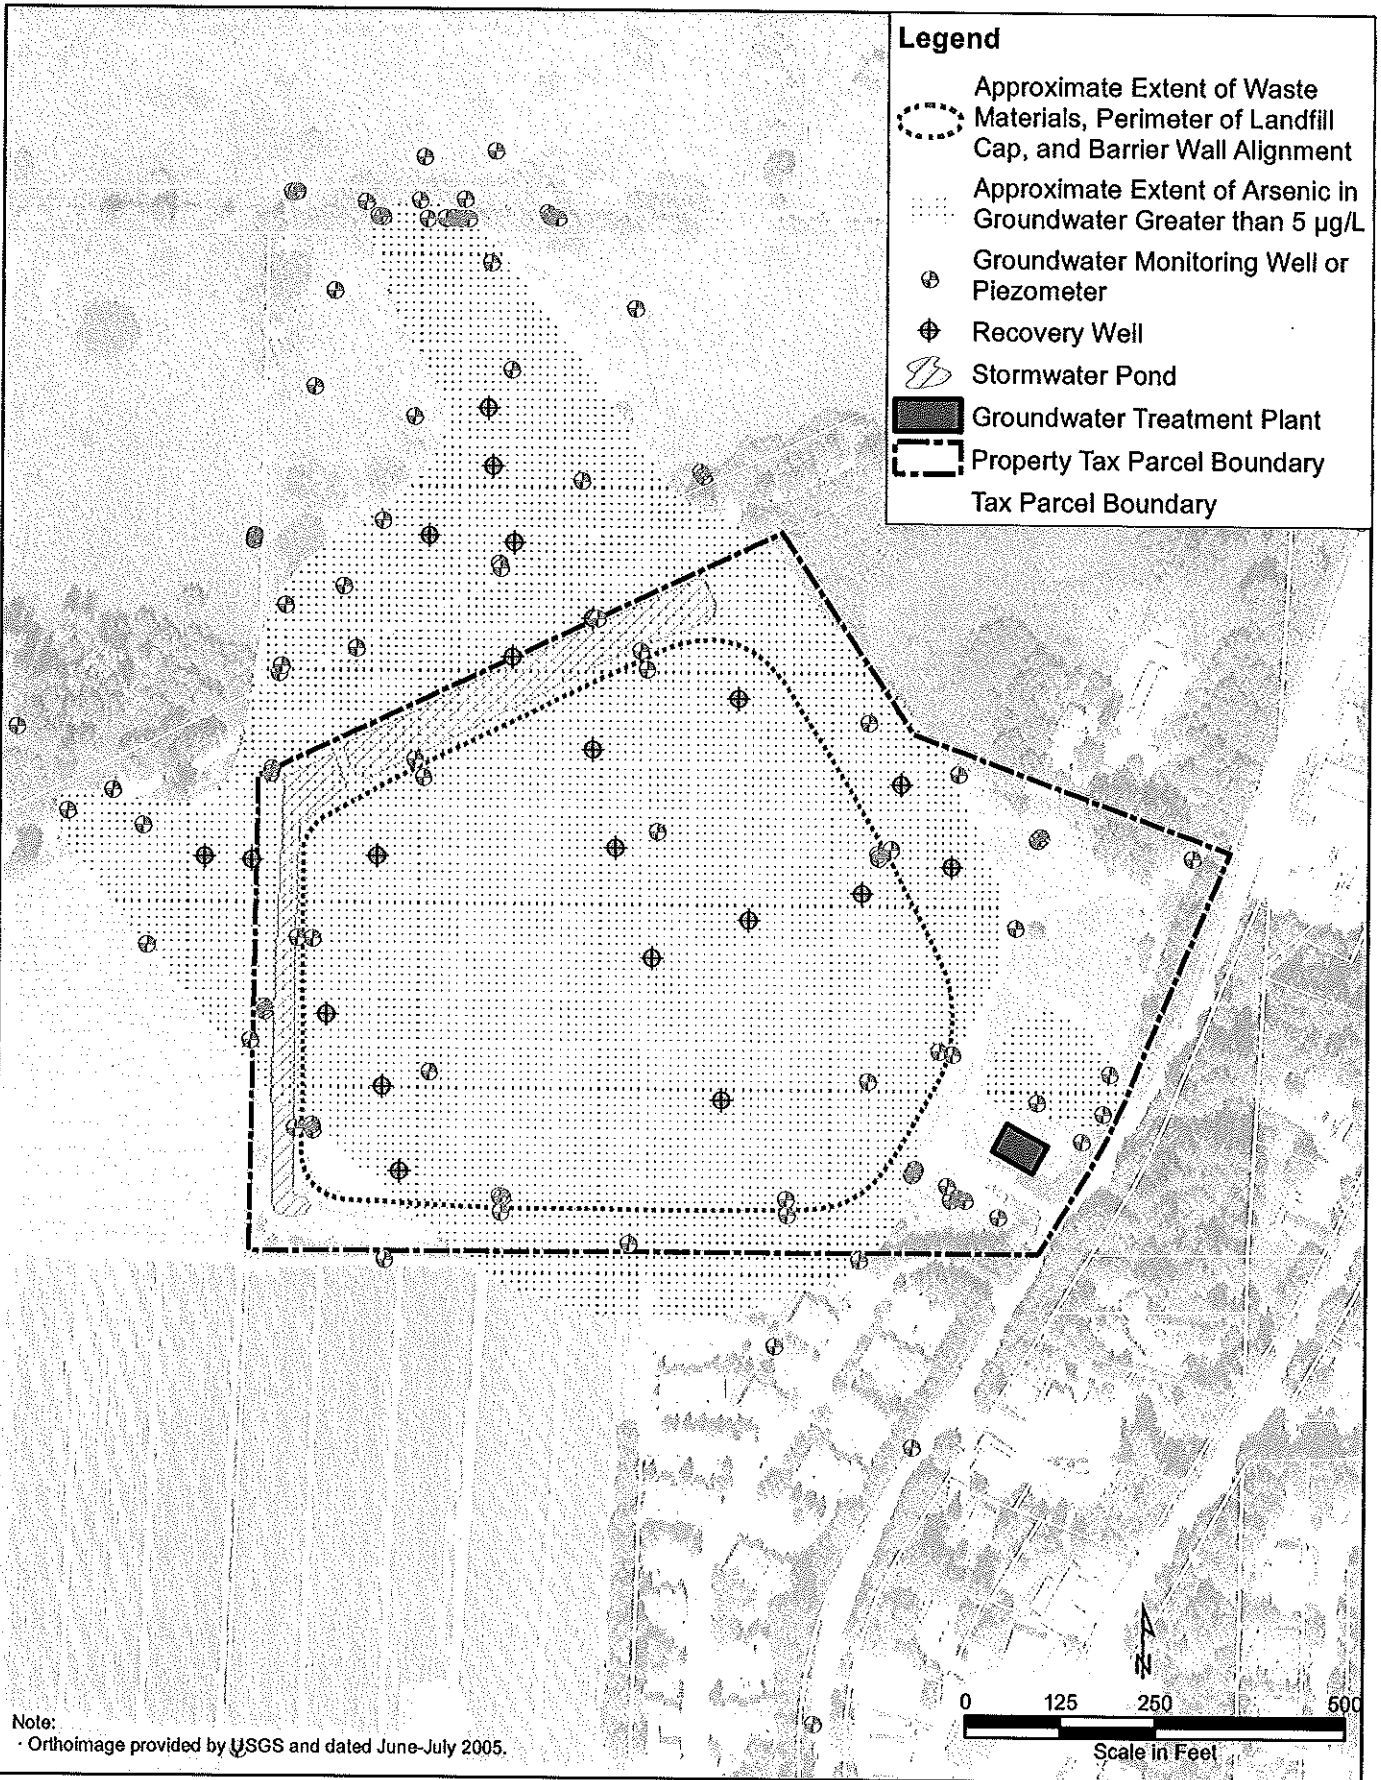 Legend
Approximate Extent of Waste
Materials, Perimeter of Landfill
Cap, and Barrier Wall Alignment
Approximate Extent of Arsenic in
Groundwater Greater than 5 µg/L
Groundwater Monitoring Well or
Piezometer
Recovery Well
Stormwater Pond
Groundwater Treatment Plant
Property Tax Parcel Boundary
Tax Parcel Boundary
N
0 125 250 500
Scale in Feet
Note:
- Orthoimage provided by USGS and dated June-July 2005.